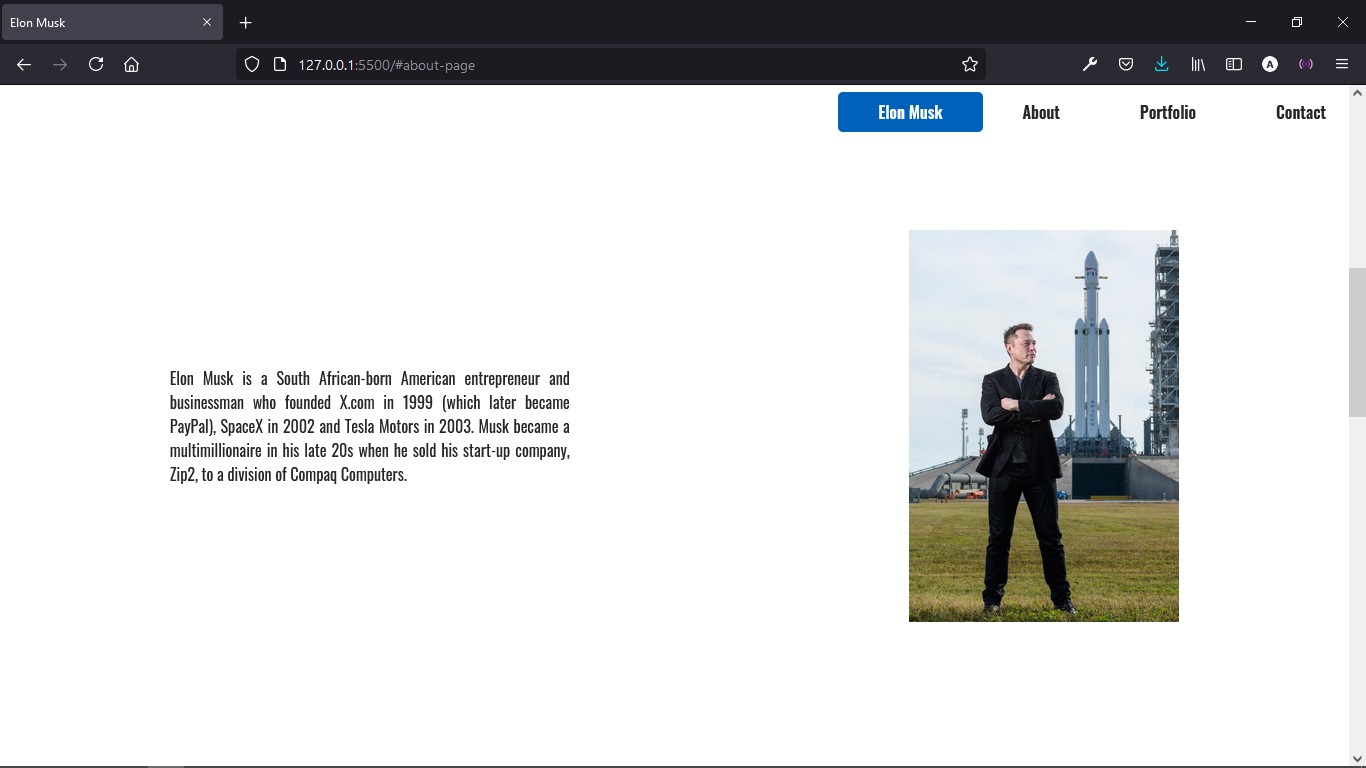 Elon Musk
127.0.0.1:5500/#about-page
A
Elon Musk About Portfolio Contact
Elon Musk is a South African-born American entrepreneur and
businessman who founded X.com in 1999 (which later became
PayPal), SpaceX in 2002 and Tesla Motors in 2003. Musk became a
multimillionaire in his late 20s when he sold his start-up company,
Zip2, to a division of Compaq Computers.